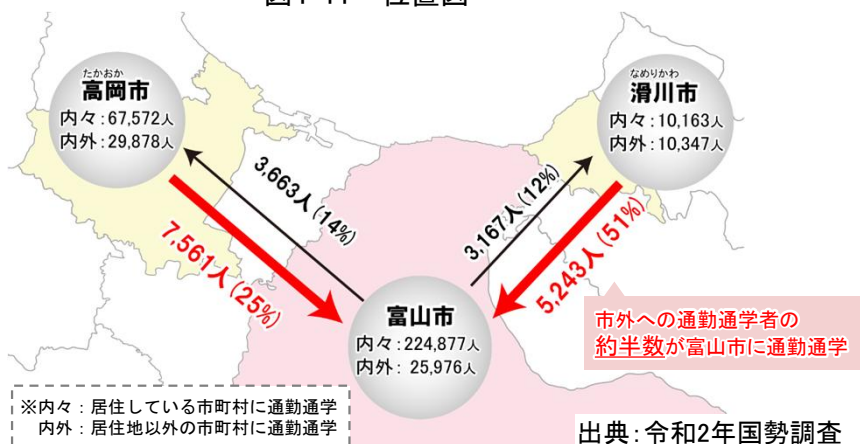 たかおか
高岡市
内々：67,572人
内外：29,878人
なめりかわ
滑川市
内々：10,163人
内外：10,347人
3,663人(14%)
7,561人(25%)
3,167人(12%)
5,243人(51%)
富山市
内々：224,877人
内外： 25,976人
市外への通勤通学者の
約半数が富山市に通勤通学
※内々：居住している市町村に通勤通学
内外：居住地以外の市町村に通勤通学
出典：令和2年国勢調査